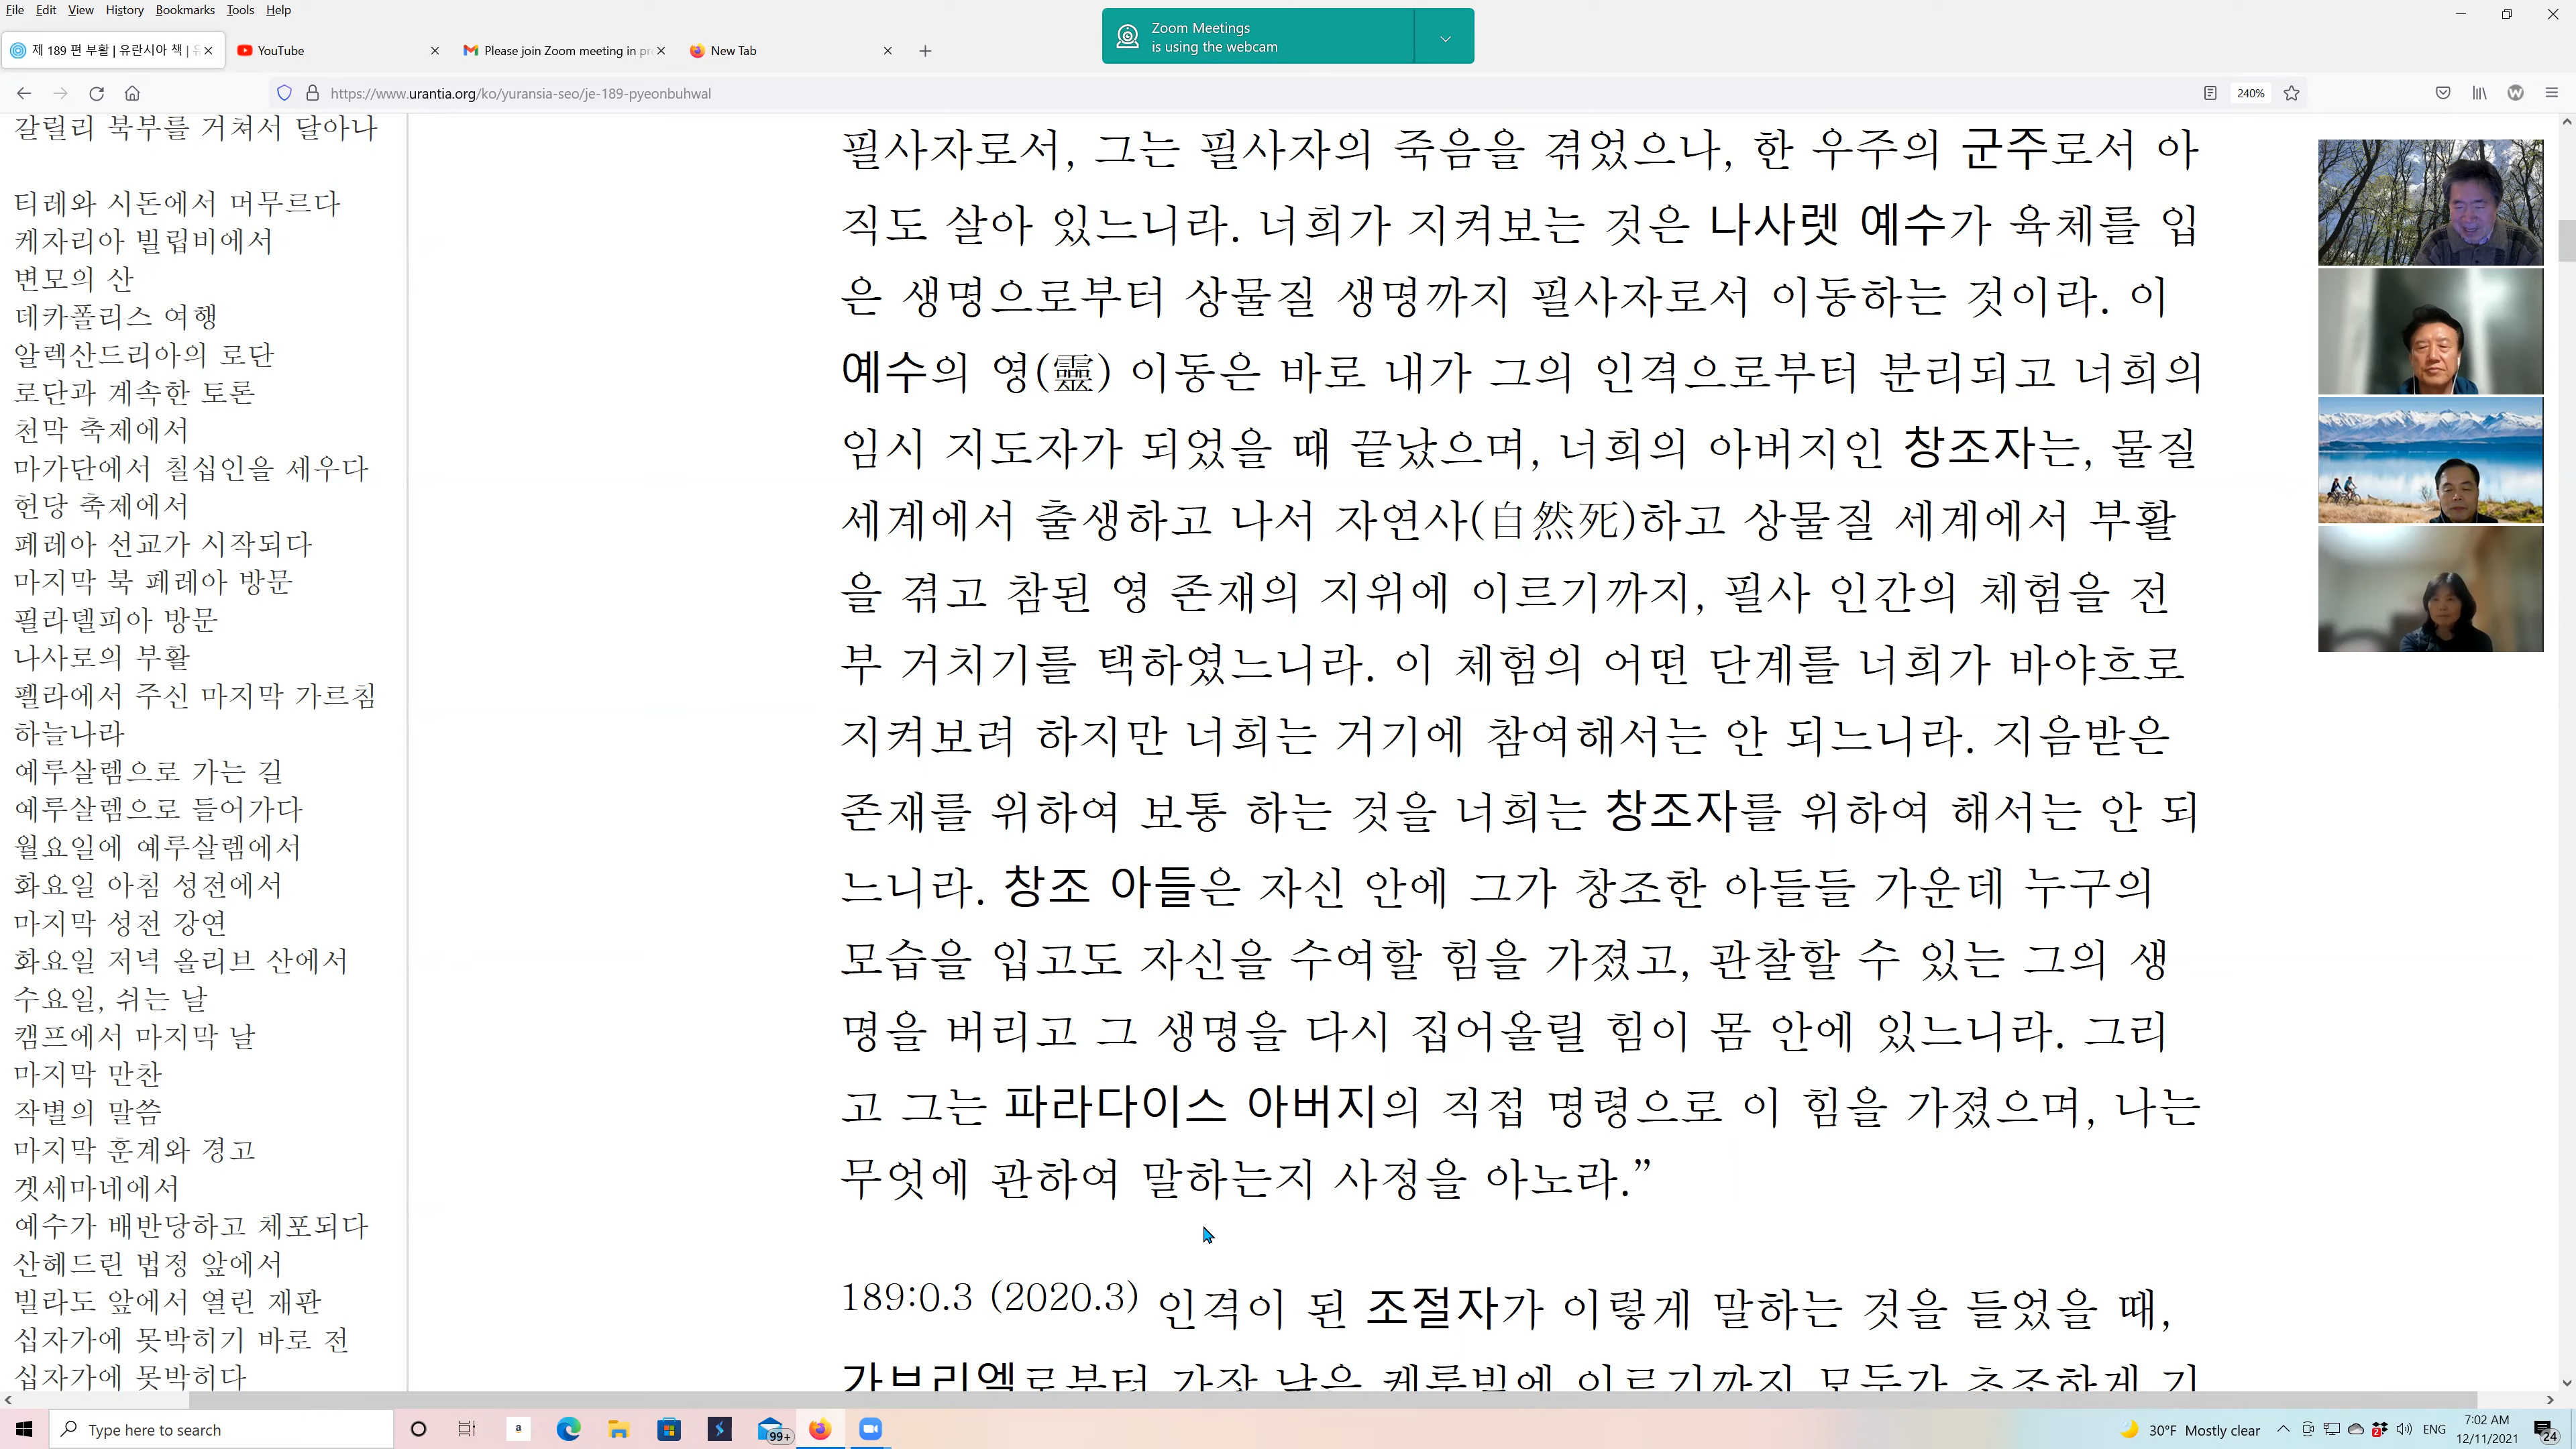 File Edit View History Bookmarks Tools Help
Zoom Meetings
is using the webcam
제 189 편 부활 | 유란시아 책 |
YouTube
Please join Zoom meeting in
New Tab
https://www.urantia.org/ko/yuransia-seo/je-189-pyeonbuhwal
240%
갈릴리 북부를 거쳐서 달아나
티레와 시돈에서 머무르다
케자리아 빌립비에서
변모의 산
데카폴리스 여행
알렉산드리아의 로단
로단과 계속한 토론
천막 축제에서
마가단에서 칠십인을 세우다
헌당 축제에서
페레아 선교가 시작되다
마지막 북 페레아 방문
필라델피아 방문
나사로의 부활
펠라에서 주신 마지막 가르침
하늘나라
예루살렘으로 가는 길
예루살렘으로 들어가다
월요일에 예루살렘에서
화요일 아침 성전에서
마지막 성전 강연
화요일 저녁 올리브 산에서
수요일, 쉬는 날
캠프에서 마지막 날
마지막 만찬
작별의 말씀
마지막 훈계와 경고
겟세마네에서
예수가 배반당하고 체포되다
산헤드린 법정 앞에서
빌라도 앞에서 열린 재판
십자가에 못박히기 바로 전
십자가에 못박히다
필사자로서, 그는 필사자의 죽음을 겪었으나, 한 우주의 군주로서 아
직도 살아 있느니라. 너희가 지켜보는 것은 나사렛 예수가 육체를 입
은 생명으로부터 상물질 생명까지 필사자로서 이동하는 것이라. 이
예수의 영(靈) 이동은 바로 내가 그의 인격으로부터 분리되고 너희의
임시 지도자가 되었을 때 끝났으며, 너희의 아버지인 창조자는, 물질
세계에서 출생하고 나서 자연사(自然死)하고 상물질 세계에서 부활
을 겪고 참된 영 존재의 지위에 이르기까지, 필사 인간의 체험을 전
부 거치기를 택하였느니라. 이 체험의 어떤 단계를 너희가 바야흐로
지켜보려 하지만 너희는 거기에 참여해서는 안 되느니라. 지음받은
존재를 위하여 보통 하는 것을 너희는 창조자를 위하여 해서는 안 되
느니라. 창조 아들은 자신 안에 그가 창조한 아들들 가운데 누구의
모습을 입고도 자신을 수여할 힘을 가졌고, 관찰할 수 있는 그의 생
명을 버리고 그 생명을 다시 집어올릴 힘이 몸 안에 있느니라. 그리
고 그는 파라다이스 아버지의 직접 명령으로 이 힘을 가졌으며, 나는
무엇에 관하여 말하는지 사정을 아노라.”
189:0.3 (2020.3) 인격이 된 조절자가 이렇게 말하는 것을 들었을 때,
가브리엘로부터 가장 낮은 케루빔에 이르기까지 모두가 초조하게 기
Type here to search
99+
30°F Mostly clear
ENG
7:02 AM
12/11/2021
24